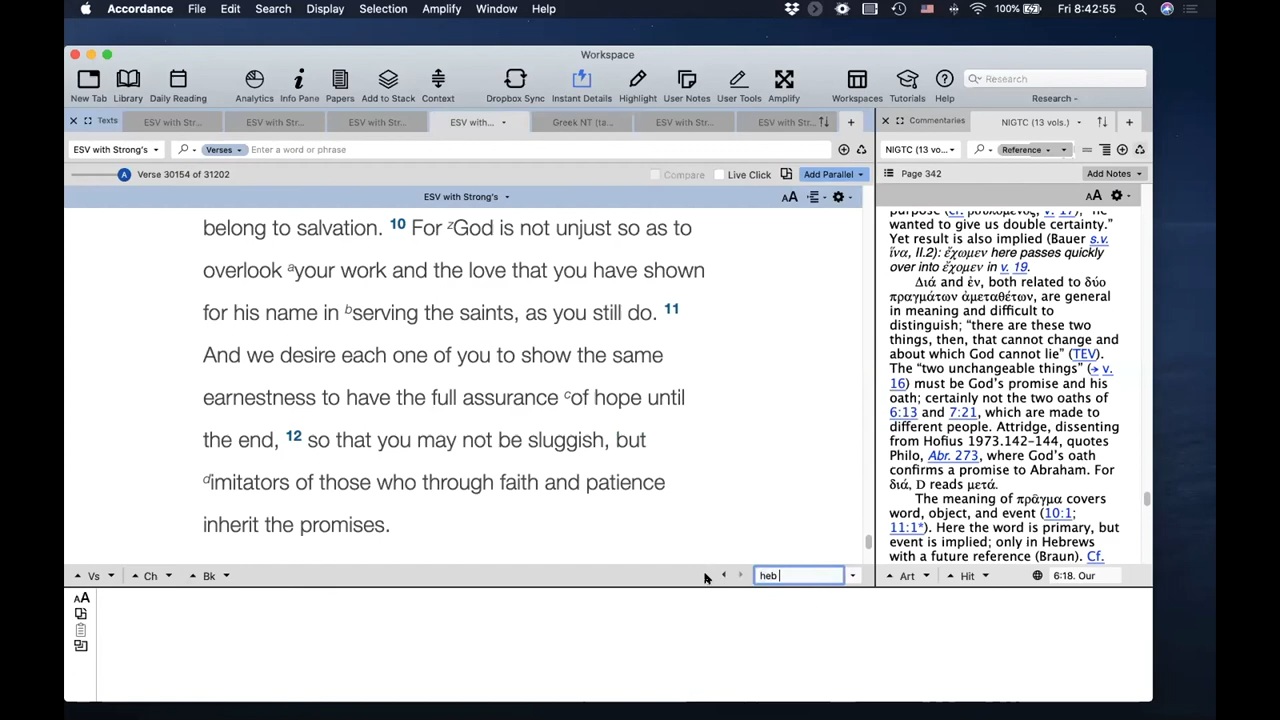 Accordance File Edit Search Display Selection Amplify Window Help 100% Fri 8:42:55
Workspace
New Tab Library Daily Reading Analytics Info Pane Papers Add to Stack Context Dropbox Sync Instant Details Highlight User Notes User Tools Amplify Workspaces Tutorials Help Research
Research
Texts ESV with Str... ESV with Str... ESV with Str... ESV with... Greek NT (ta... ESV with Str... ESV with Str...
ESV with Strong's Verses Enter a word or phrase
Verse 30154 of 31202 Compare Live Click Add Parallel
ESV with Strong's AA
belong to salvation. 10 For zGod is not unjust so as to
overlook ayour work and the love that you have shown
for his name in bserving the saints, as you still do. 11
And we desire each one of you to show the same
earnestness to have the full assurance cof hope until
the end, 12 so that you may not be sluggish, but
dimitators of those who through faith and patience
inherit the promises.
Vs Ch Bk heb
AA
Commentaries NIGTC (13 vols.)
NIGTC (13 vo... Reference
Page 342 Add Notes
AA
purpose (cf. βουλόμενος, v. 17), "he
wanted to give us double certainty."
Yet result is also implied (Bauer s.v.
ἵνα, II.2); ἔχωμεν here passes quickly
over into ἔχομεν in v. 19.
Διά and ἐν, both related to δύο
πραγμάτων ἀμεταθέτων, are general
in meaning and difficult to
distinguish; "there are these two
things, then, that cannot change and
about which God cannot lie" (TEV).
The "two unchangeable things" (→ v.
16) must be God's promise and his
oath; certainly not the two oaths of
6:13 and 7:21, which are made to
different people. Attridge, dissenting
from Hofius 1973.142–144, quotes
Philo, Abr. 273, where God's oath
confirms a promise to Abraham. For
διά, D reads μετά.
The meaning of πρᾶγμα covers
word, object, and event (10:1;
11:1*). Here the word is primary, but
event is implied; only in Hebrews
with a future reference (Braun). Cf.
Art Hit 6:18. Our